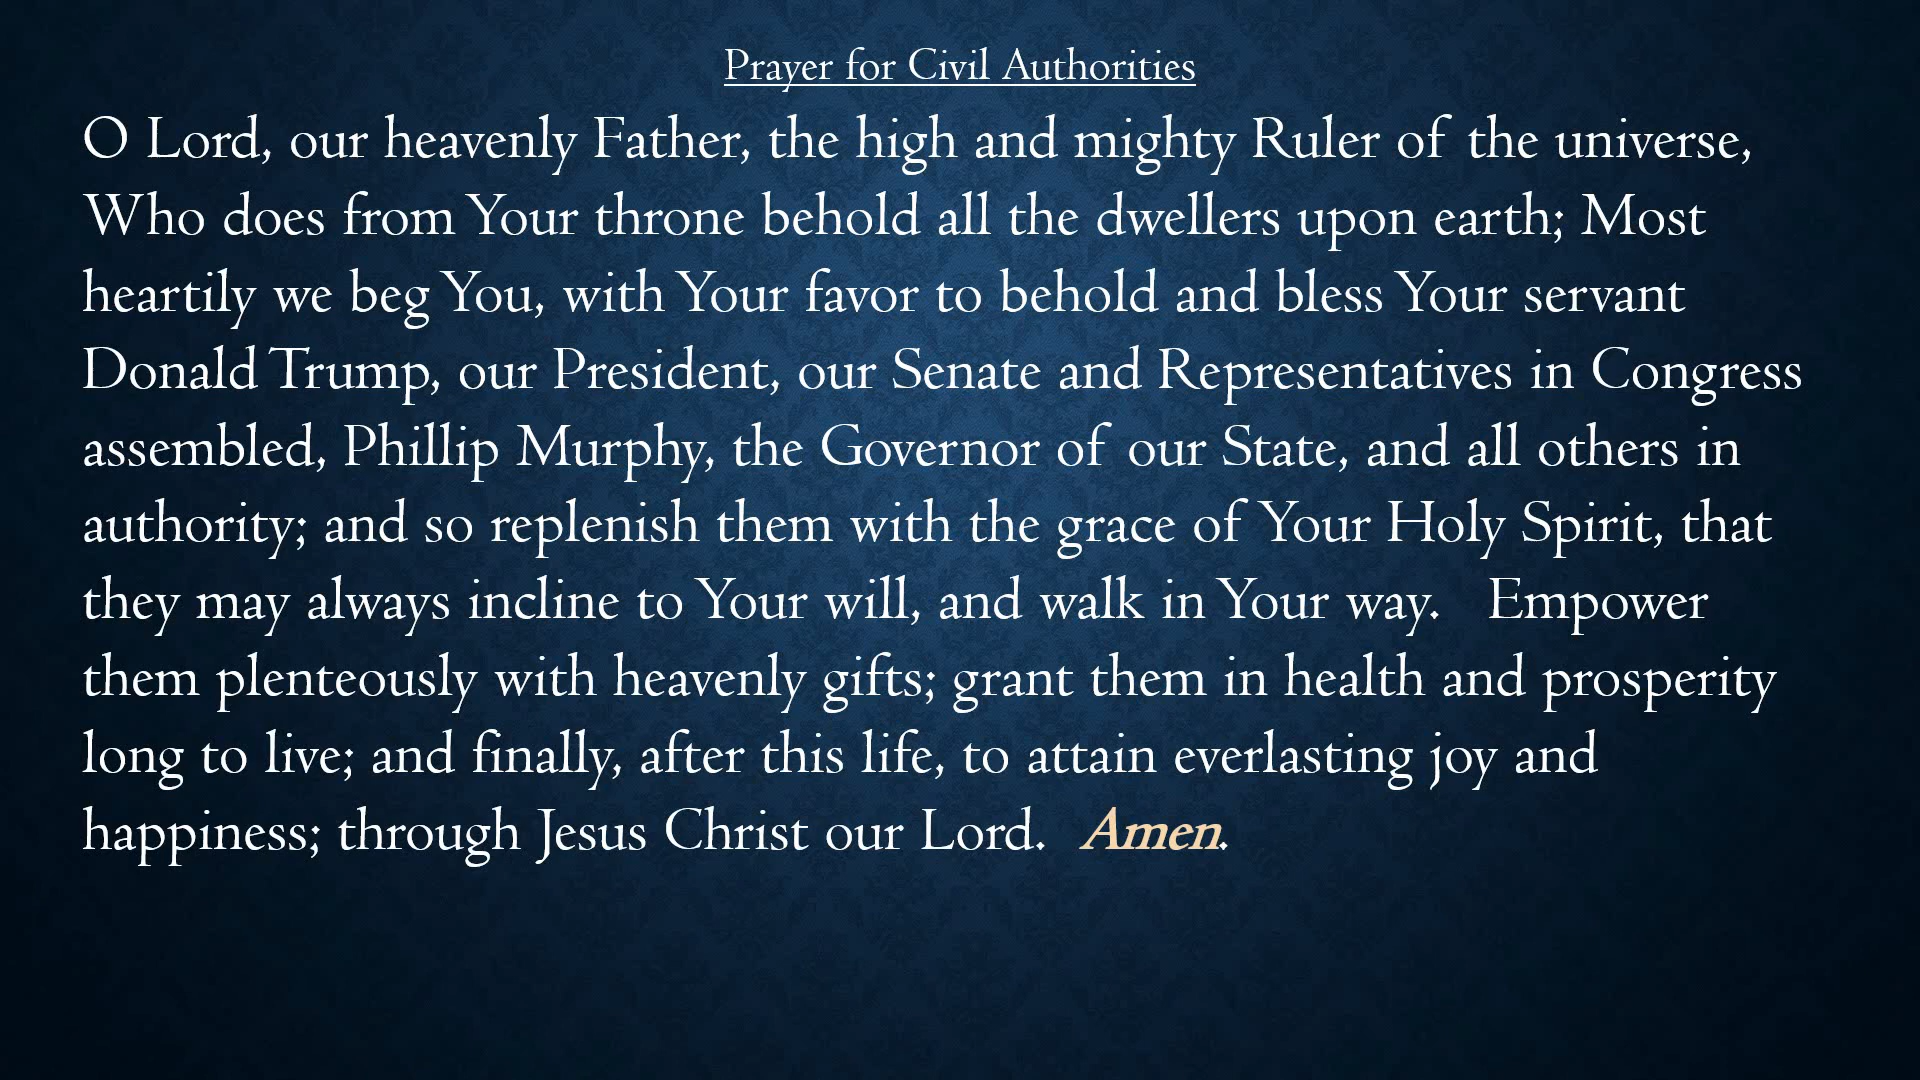 Prayer for Civil Authorities
O Lord, our heavenly Father, the high and mighty Ruler of the universe,
Who does from Your throne behold all the dwellers upon earth; Most
heartily we beg You, with Your favor to behold and bless Your servant
Donald Trump, our President, our Senate and Representatives in Congress
assembled, Phillip Murphy, the Governor of our State, and all others in
authority; and so replenish them with the grace of Your Holy Spirit, that
they may always incline to Your will, and walk in Your way. Empower
them plenteously with heavenly gifts; grant them in health and prosperity
long to live; and finally, after this life, to attain everlasting joy and
happiness; through Jesus Christ our Lord. Amen.